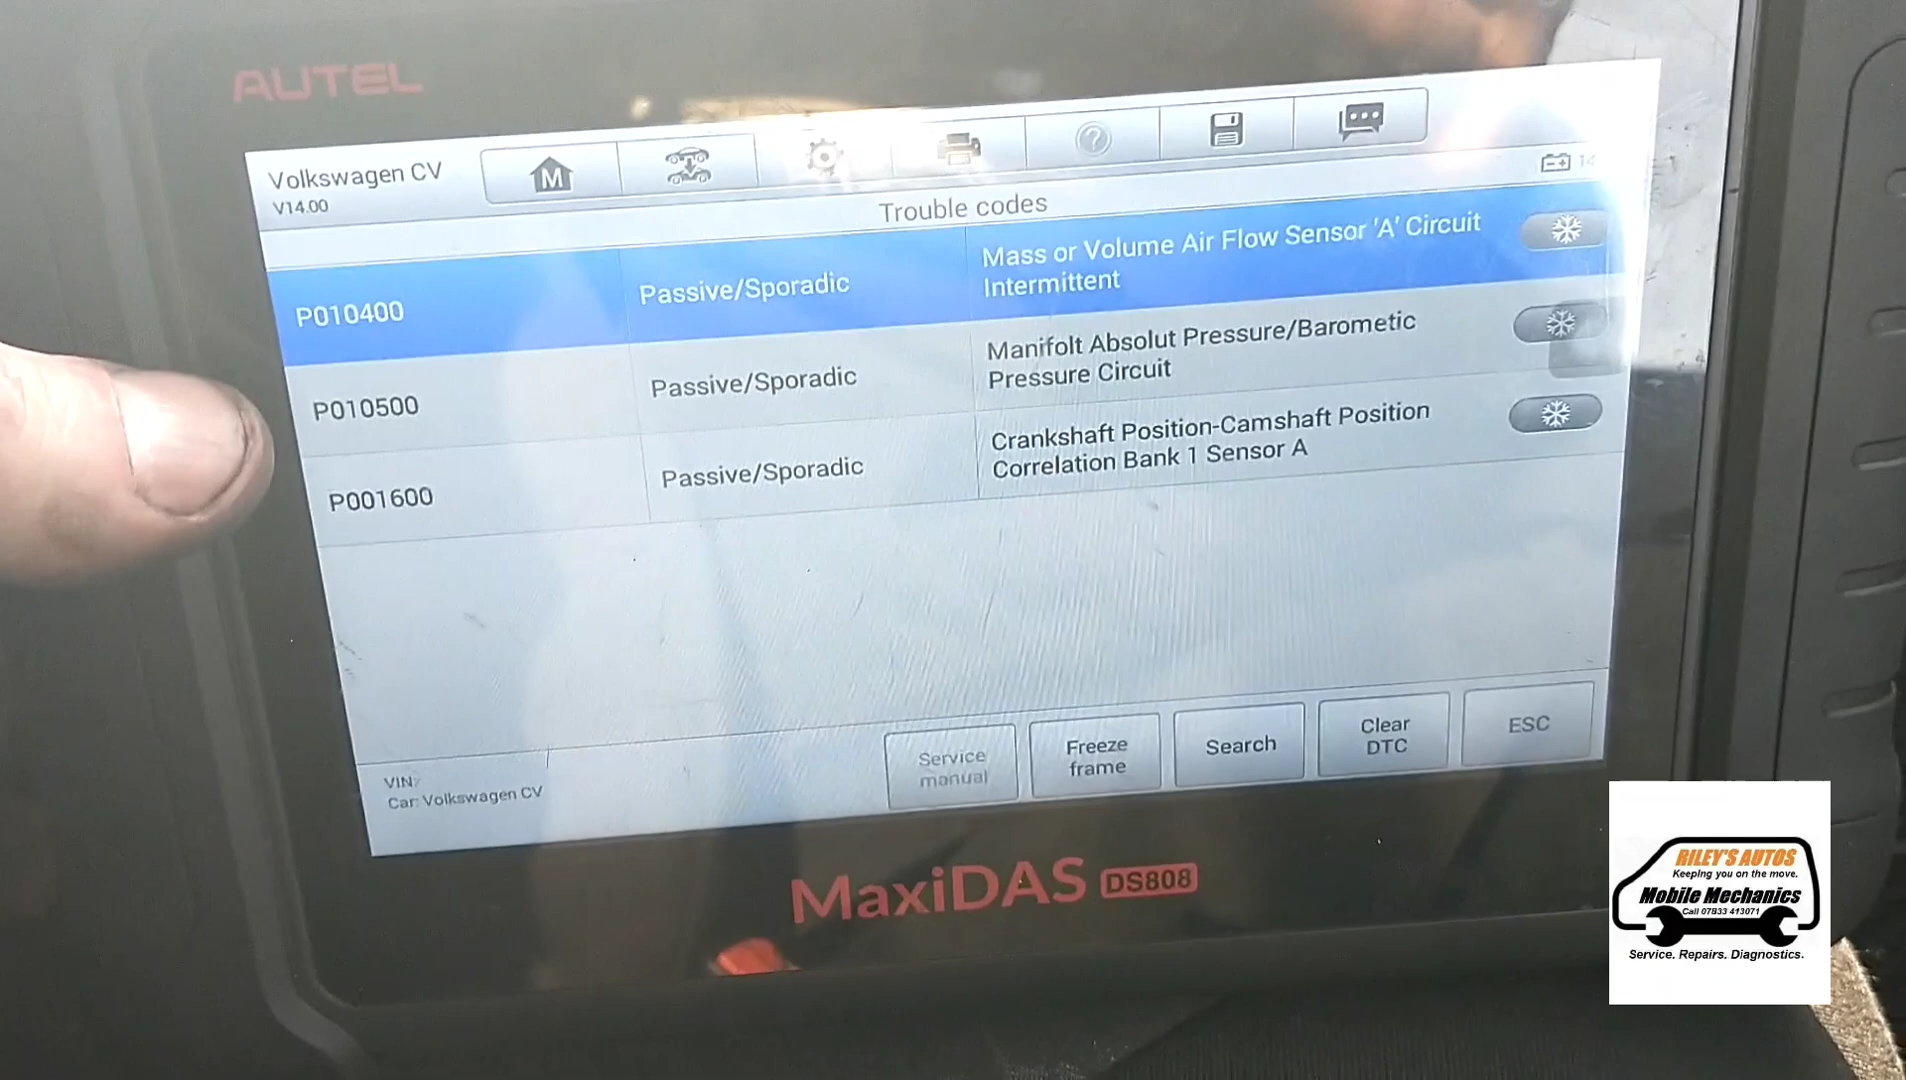 AUTEL
Volkswagen CV
V14.00
M
14
Trouble codes
P010400
Passive/Sporadic
Mass or Volume Air Flow Sensor 'A' Circuit
Intermittent
P010500
Passive/Sporadic
Manifolt Absolut Pressure/Barometic
Pressure Circuit
P001600
Passive/Sporadic
Crankshaft Position-Camshaft Position
Correlation Bank 1 Sensor A
VIN:
Car: Volkswagen CV
Service
manual
Freeze
frame
Search
Clear
DTC
ESC
MaxiDAS DS808
RILEY'S AUTOS
Keeping you on the move.
Mobile Mechanics
Call 07833 413071
Service. Repairs. Diagnostics.